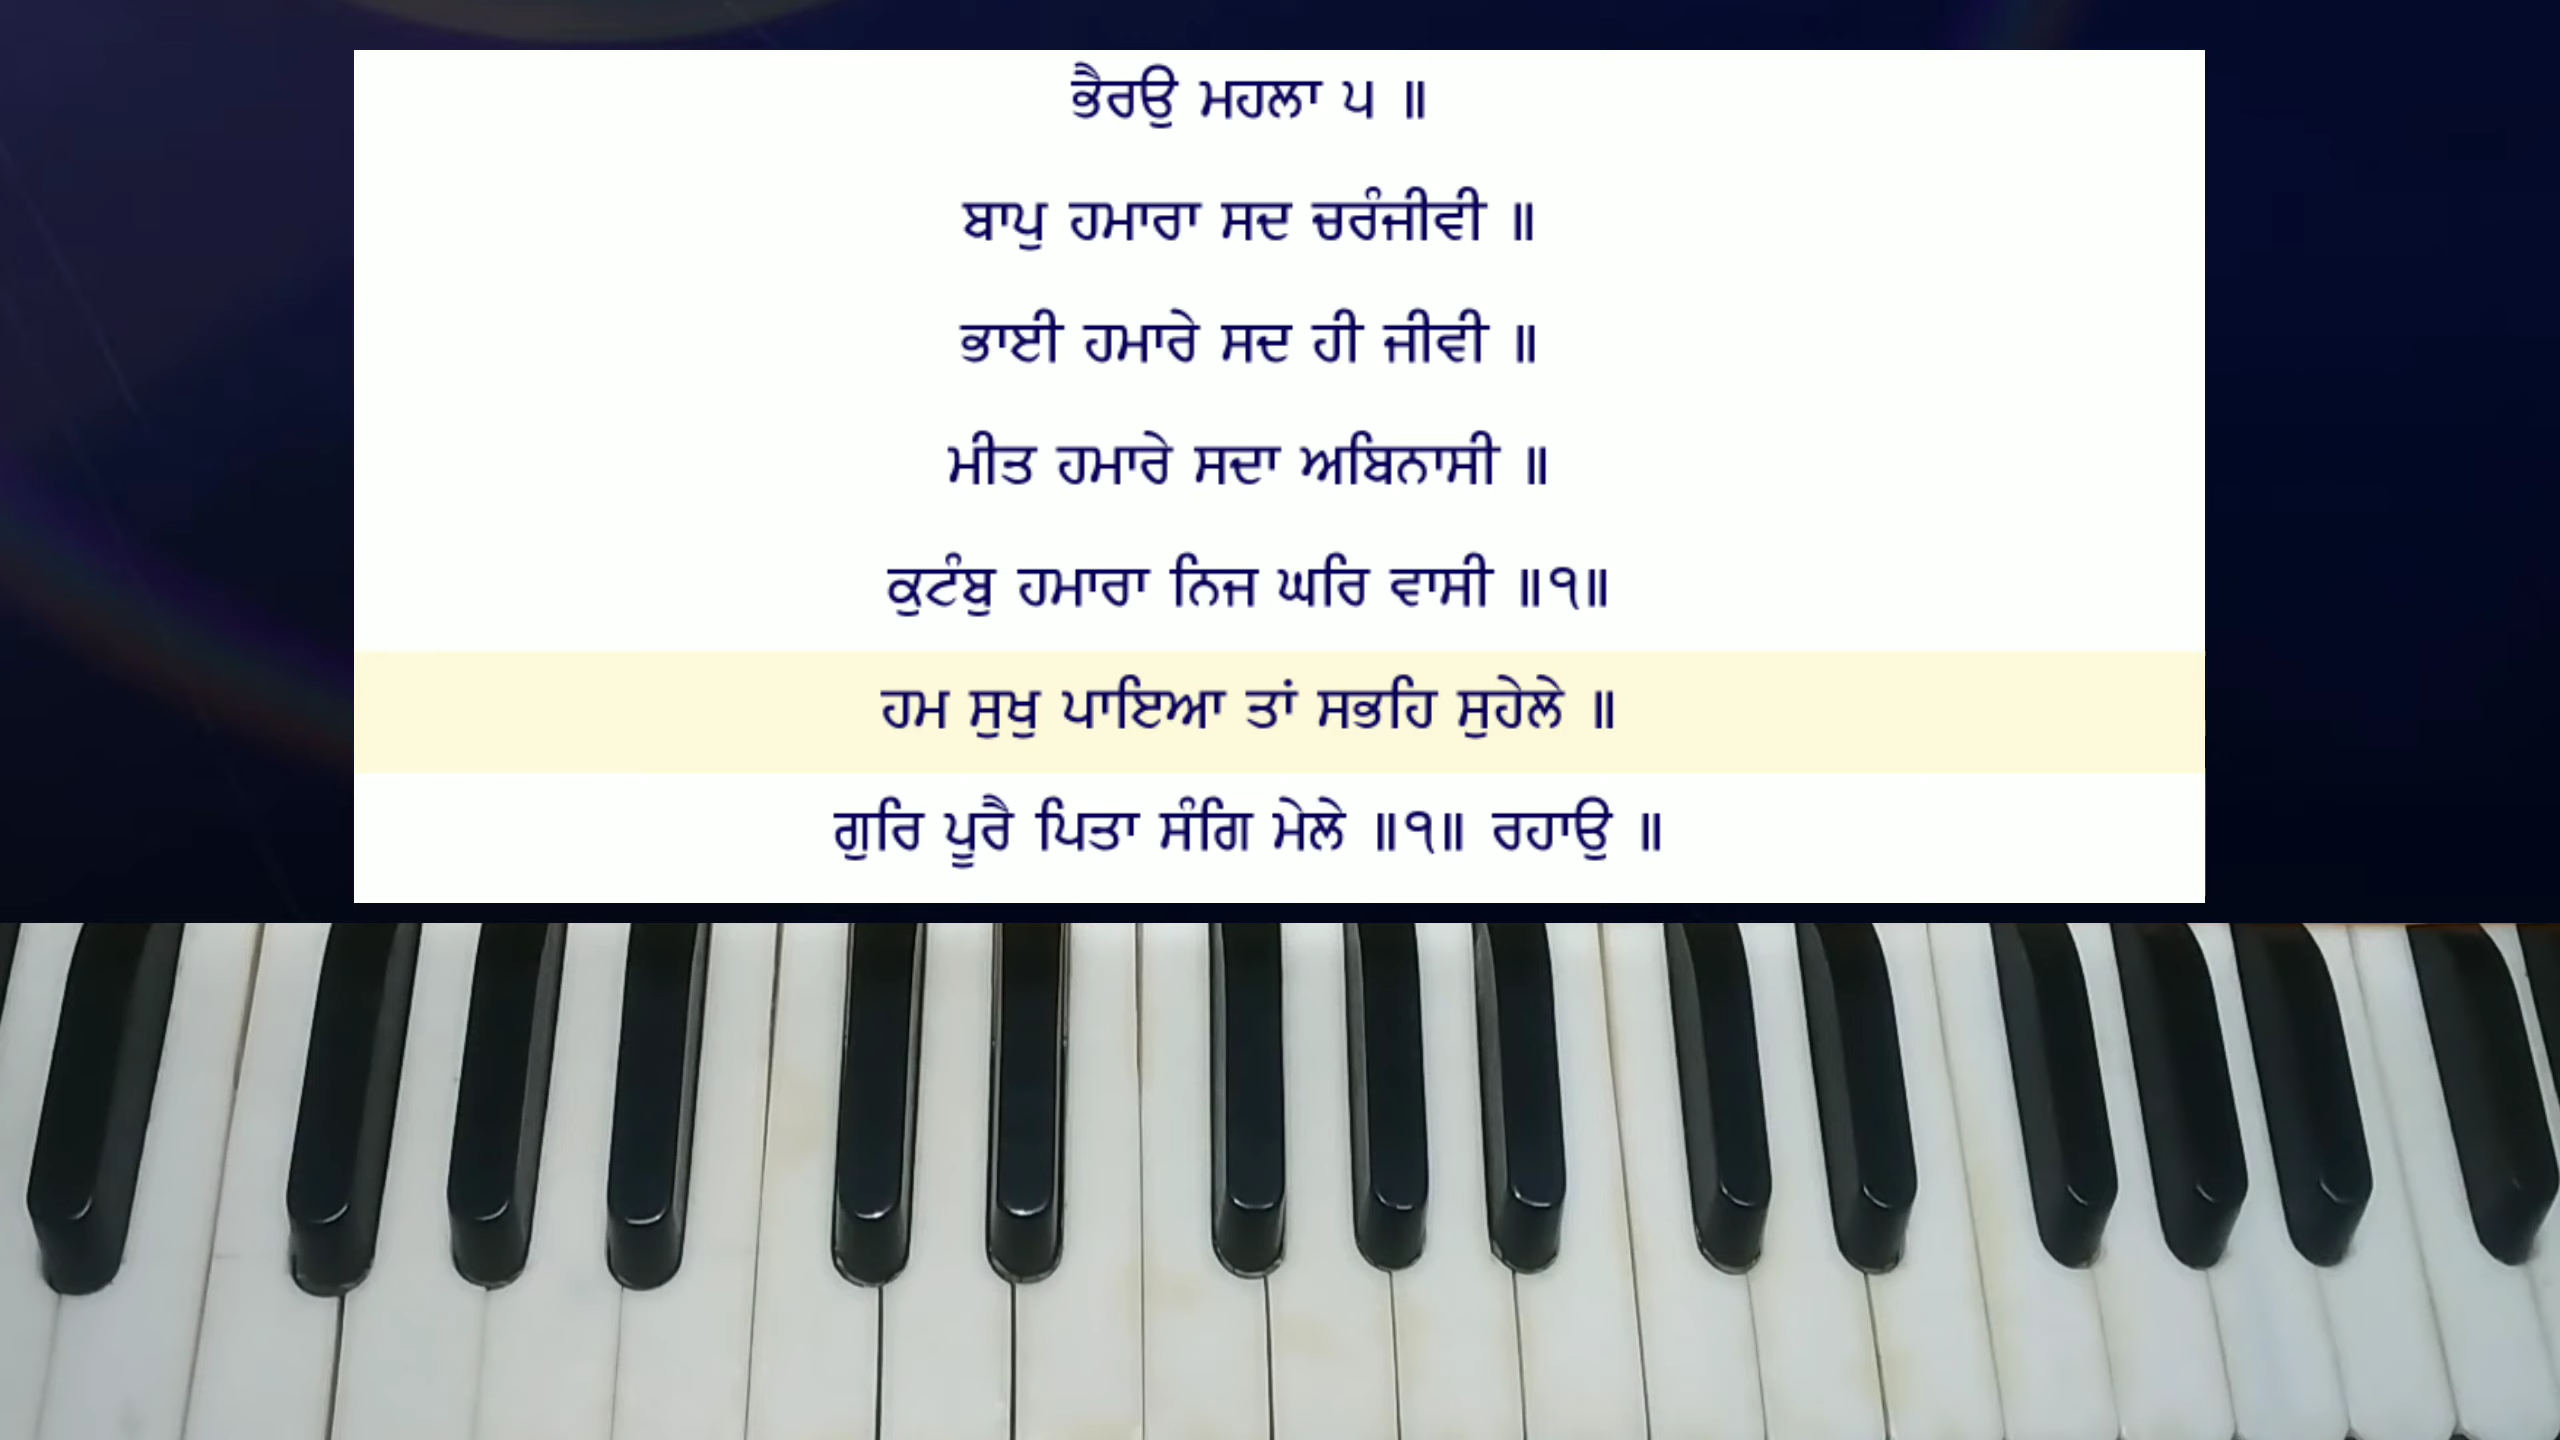 ਭੈਰਉ ਮਹਲਾ ੫ ॥
ਬਾਪੁ ਹਮਾਰਾ ਸਦ ਚਰੰਜੀਵੀ ॥
ਭਾਈ ਹਮਾਰੇ ਸਦ ਹੀ ਜੀਵੀ ॥
ਮੀਤ ਹਮਾਰੇ ਸਦਾ ਅਬਿਨਾਸੀ ॥
ਕੁਟੰਬੁ ਹਮਾਰਾ ਨਿਜ ਘਰਿ ਵਾਸੀ ॥੧॥
ਹਮ ਸੁਖੁ ਪਾਇਆ ਤਾਂ ਸਭਹਿ ਸੁਹੇਲੇ ॥
ਗੁਰਿ ਪੂਰੈ ਪਿਤਾ ਸੰਗਿ ਮੇਲੇ ॥੧॥ ਰਹਾਉ ॥